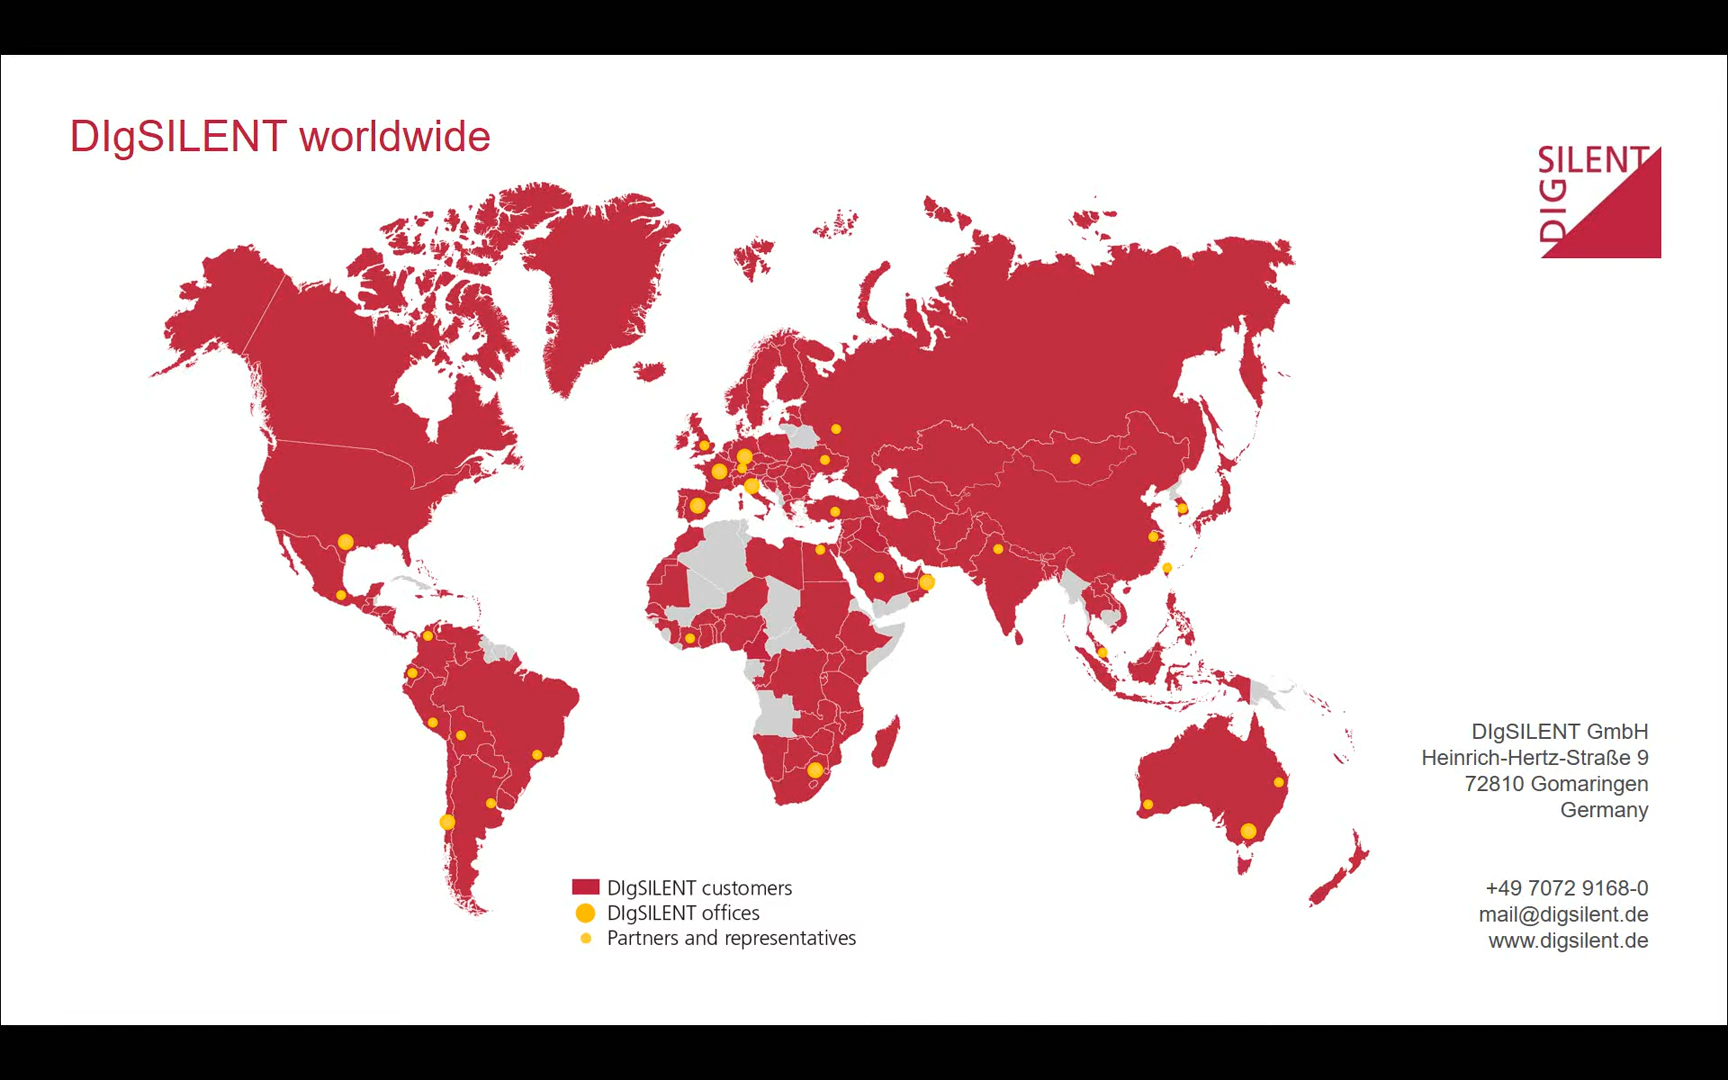 DIgSILENT worldwide
SILENT
DIG
DIgSILENT GmbH
Heinrich-Hertz-Straße 9
72810 Gomaringen
Germany
+49 7072 9168-0
mail@digsilent.de
www.digsilent.de
DIgSILENT customers
DIgSILENT offices
Partners and representatives